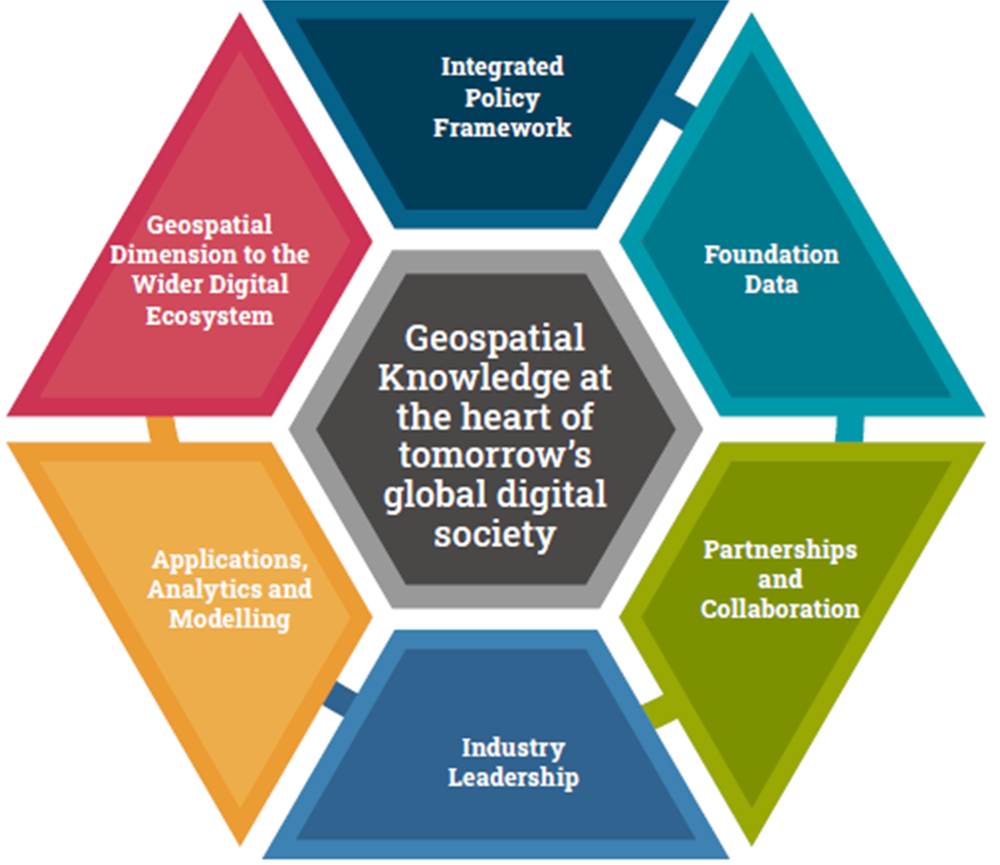 Integrated
Policy
Framework
Foundation
Data
Partnerships
and
Collaboration
Industry
Leadership
Applications,
Analytics and
Modelling
Geospatial
Dimension to the
Wider Digital
Ecosystem
Geospatial
Knowledge at
the heart of
tomorrow’s
global digital
society